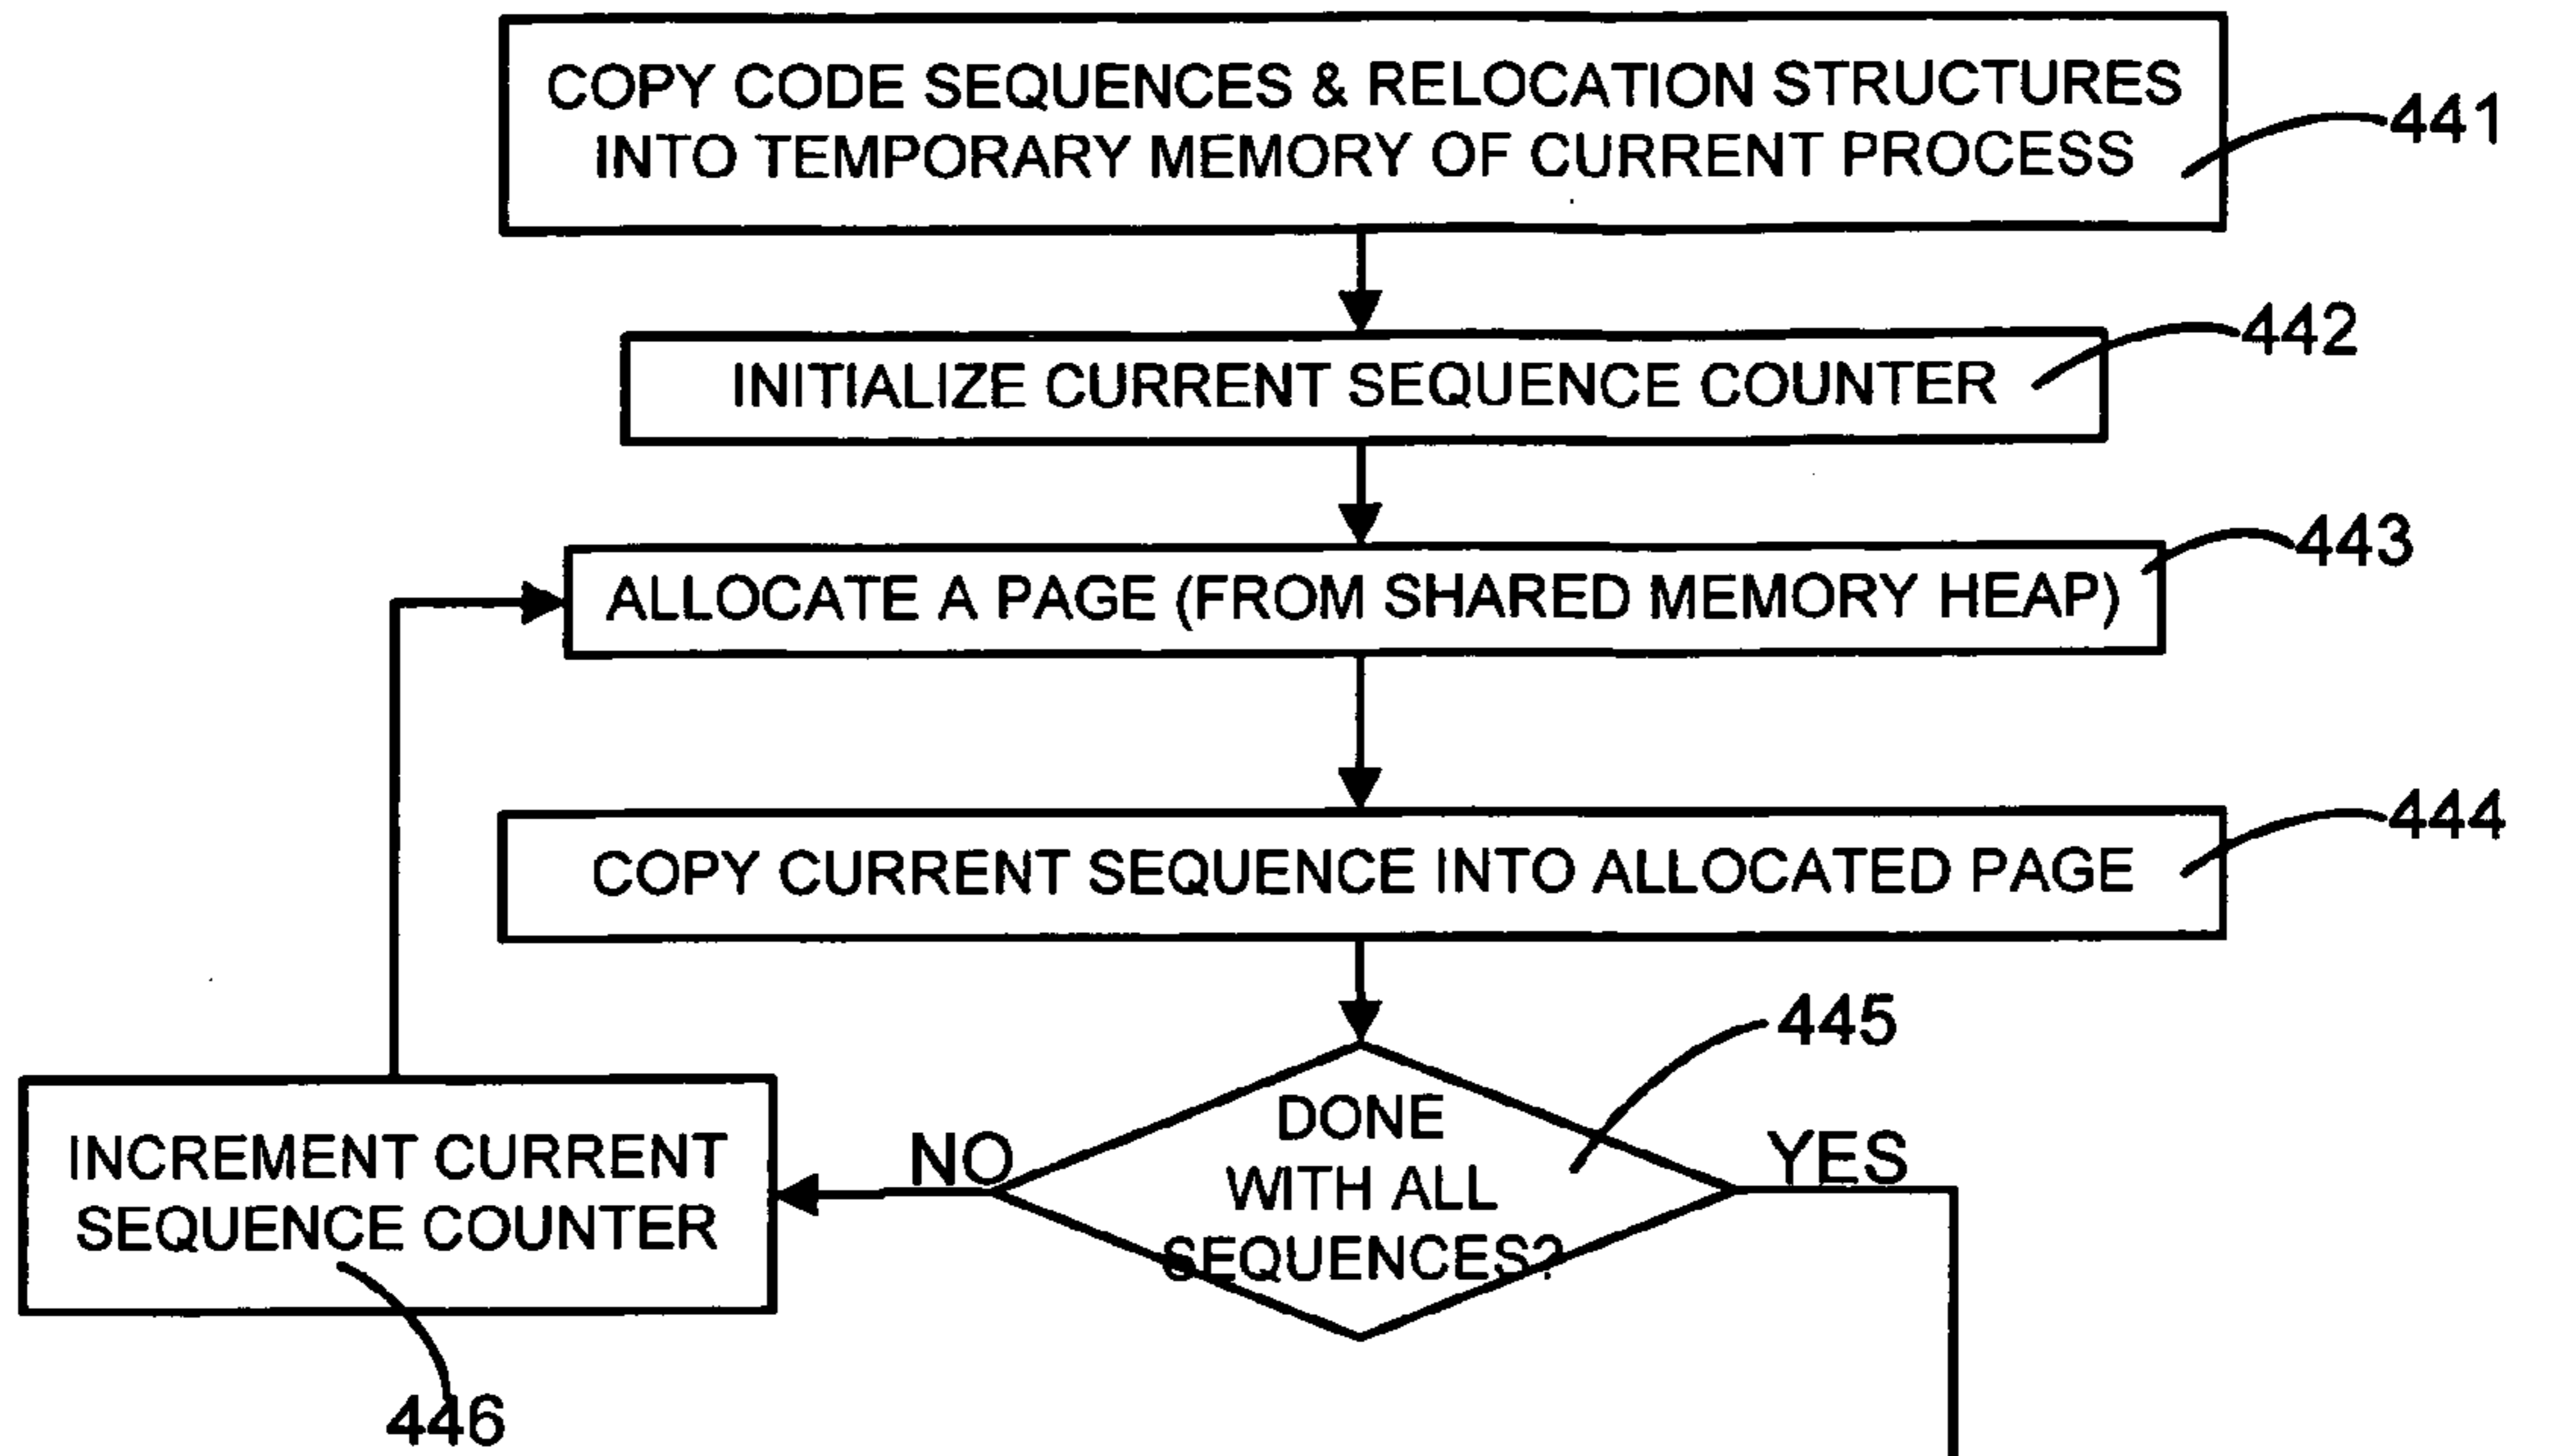 COPY CODE SEQUENCES & RELOCATION STRUCTURES
INTO TEMPORARY MEMORY OF CURRENT PROCESS
441
INITIALIZE CURRENT SEQUENCE COUNTER
442
ALLOCATE A PAGE (FROM SHARED MEMORY HEAP)
443
COPY CURRENT SEQUENCE INTO ALLOCATED PAGE
444
445
DONE
WITH ALL
SEQUENCES?
NO
YES
INCREMENT CURRENT
SEQUENCE COUNTER
446